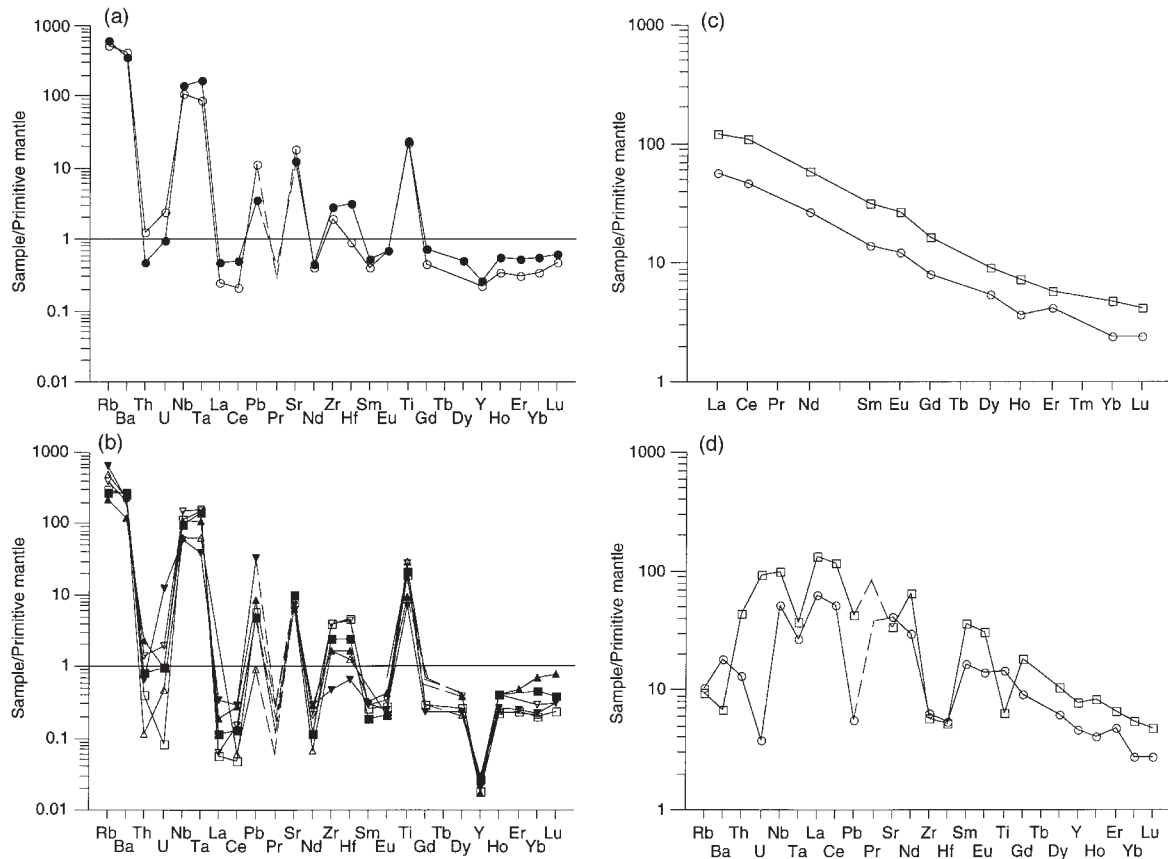 (a)
Sample/Primitive mantle
1000
100
10
1
0.1
0.01
Rb Th Nb La Pb Sr Zr Sm Ti Tb Y Er Lu
Ba U Ta Ce Pr Nd Hf Eu Gd Dy Ho Yb
(c)
Sample/Primitive mantle
1000
100
10
1
La Ce Pr Nd Sm Eu Gd Tb Dy Ho Er Tm Yb Lu
(b)
Sample/Primitive mantle
1000
100
10
1
0.1
0.01
Rb Th Nb La Pb Sr Zr Sm Ti Tb Y Er Lu
Ba U Ta Ce Pr Nd Hf Eu Gd Dy Ho Yb
(d)
Sample/Primitive mantle
1000
100
10
1
Rb Th Nb La Pb Sr Zr Sm Ti Tb Y Er Lu
Ba U Ta Ce Pr Nd Hf Eu Gd Dy Ho Yb